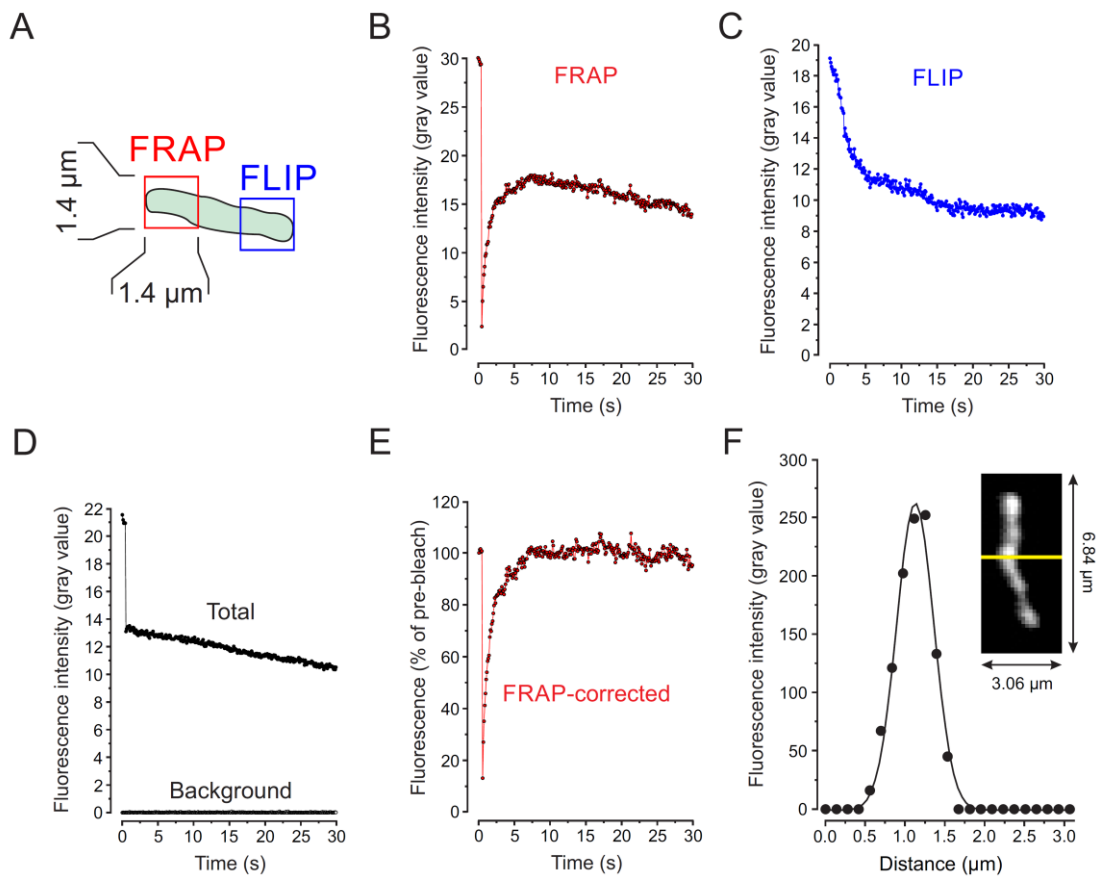 A
FRAP
FLIP
1.4 µm
1.4 µm
B
FRAP
Fluorescence intensity (gray value)
30
25
20
15
10
5
0
0 5 10 15 20 25 30
Time (s)
C
FLIP
Fluorescence intensity (gray value)
20
18
16
14
12
10
8
6
4
2
0
0 5 10 15 20 25 30
Time (s)
D
Total
Background
Fluorescence intensity (gray value)
22
20
18
16
14
12
10
8
6
4
2
0
0 5 10 15 20 25 30
Time (s)
E
FRAP-corrected
Fluorescence (% of pre-bleach)
120
100
80
60
40
20
0
0 5 10 15 20 25 30
Time (s)
F
Fluorescence intensity (gray value)
300
250
200
150
100
50
0
0.0 0.5 1.0 1.5 2.0 2.5 3.0
Distance (µm)
6.84 µm
3.06 µm